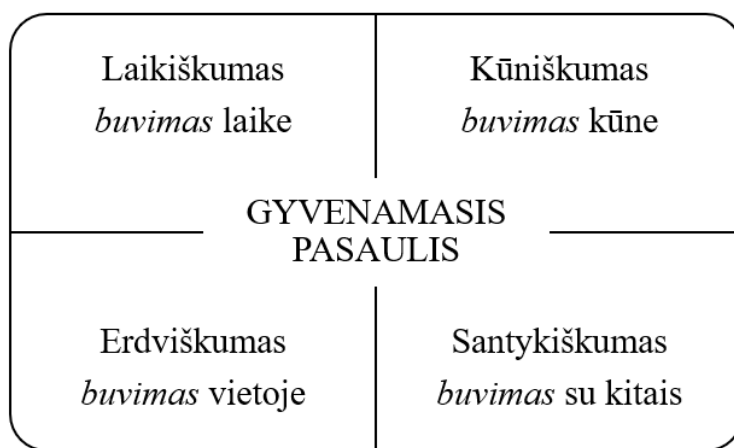 Laikiškumas
buvimas laike
Kūniškumas
buvimas kūne
GYVENAMASIS
PASAULIS
Erdviškumas
buvimas vietoje
Santykiškumas
buvimas su kitais